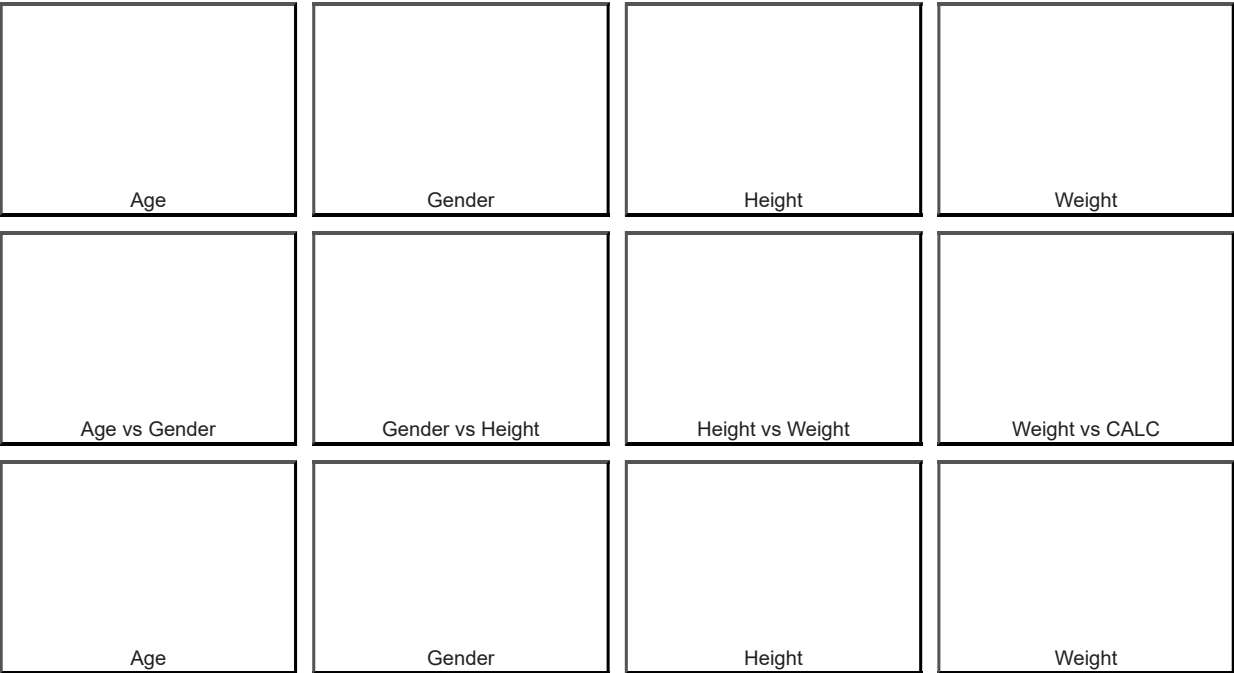 Age
Gender
Height
Weight
Age vs Gender
Gender vs Height
Height vs Weight
Weight vs CALC
Age
Gender
Height
Weight